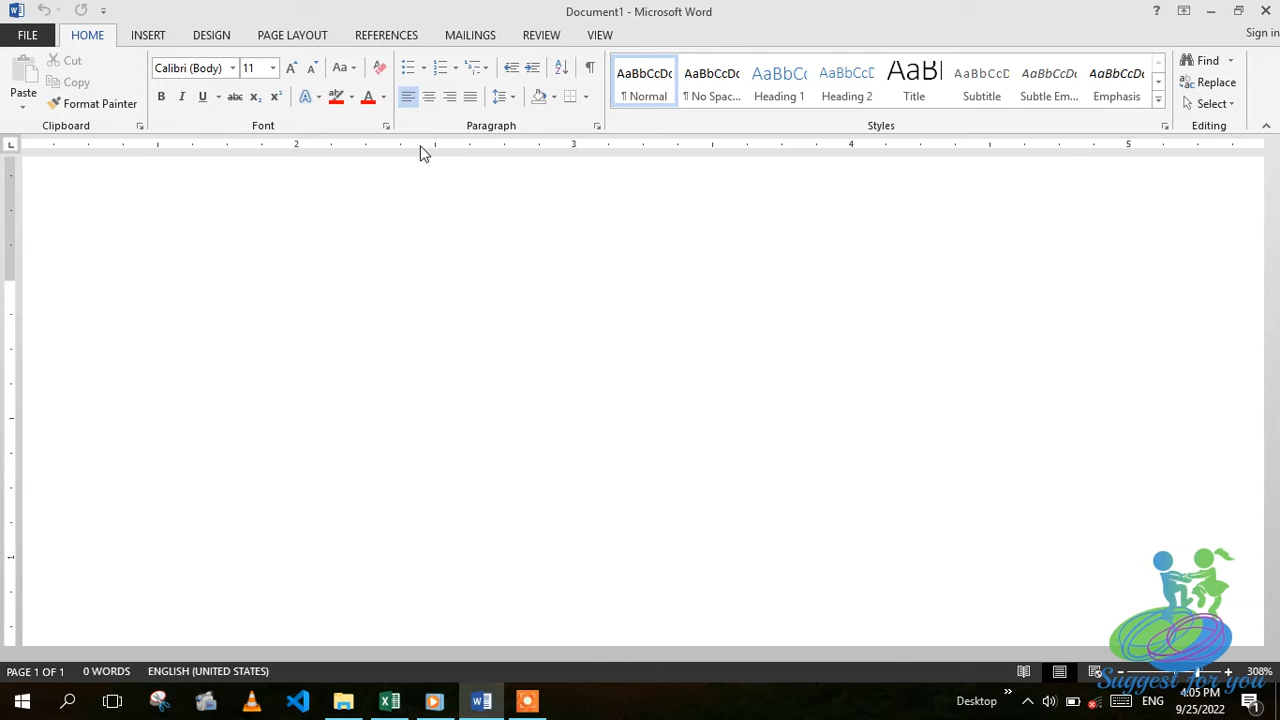 Document1 - Microsoft Word
FILE HOME INSERT DESIGN PAGE LAYOUT REFERENCES MAILINGS REVIEW VIEW Sign in
Paste
Cut
Copy
Format Painter
Clipboard
Calibri (Body) 11
Font
Paragraph
AaBbCcDc AaBbCcDc AaBbCc AaBbCcC AaBl AaBbCcD AaBbCcDc AaBbCcDc
¶ Normal ¶ No Spac... Heading 1 Heading 2 Title Subtitle Subtle Em... Emphasis
Styles
Find
Replace
Select
Editing
2 3 4 5
1
PAGE 1 OF 1 0 WORDS ENGLISH (UNITED STATES) 308%
Suggest for you
Desktop ENG 4:05 PM
9/25/2022